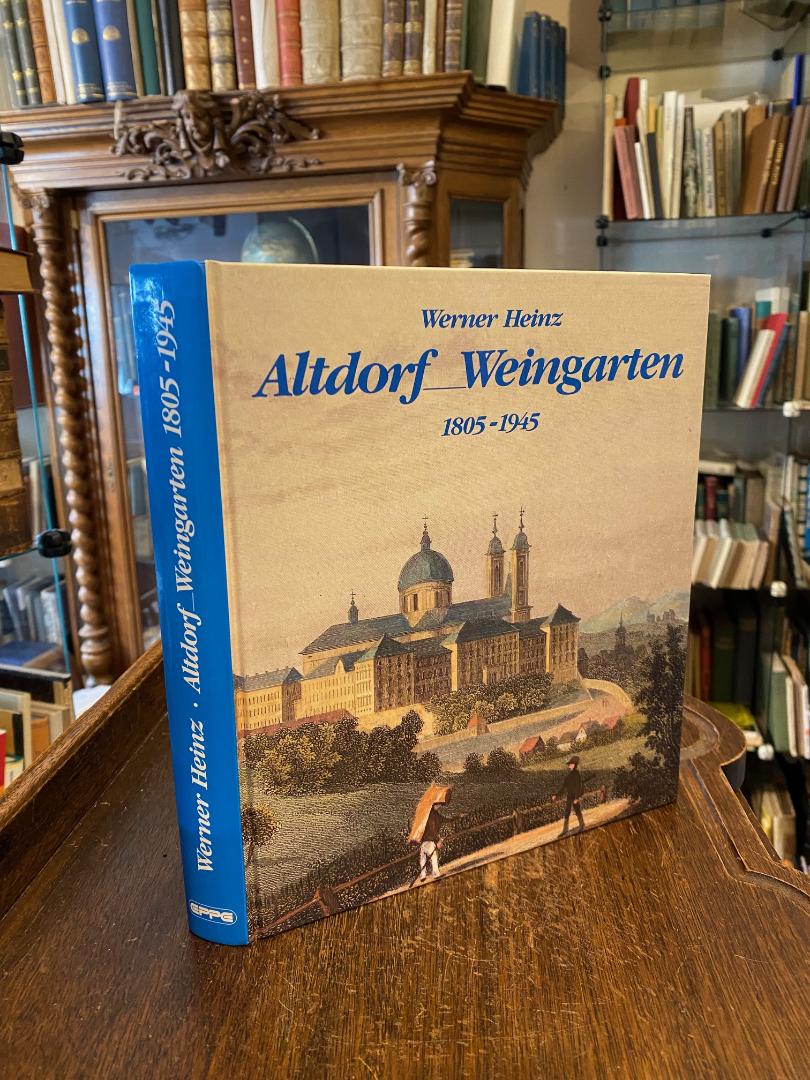 Werner Heinz
Altdorf_Weingarten
1805-1945
Werner Heinz · Altdorf_Weingarten 1805-1945
EPPE